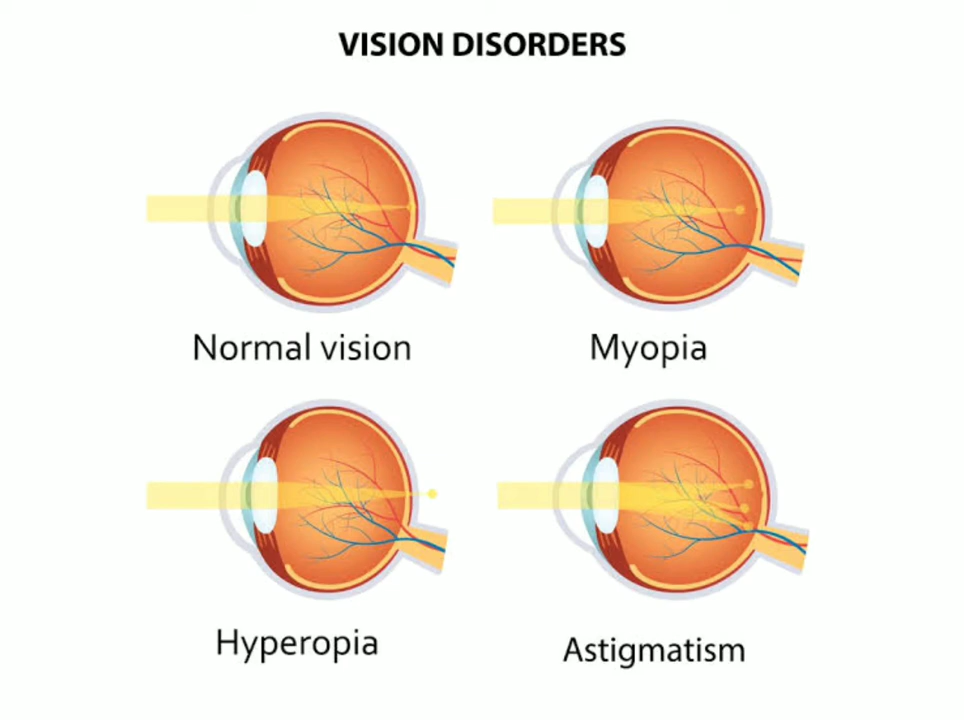 VISION DISORDERS
Normal vision
Myopia
Hyperopia
Astigmatism